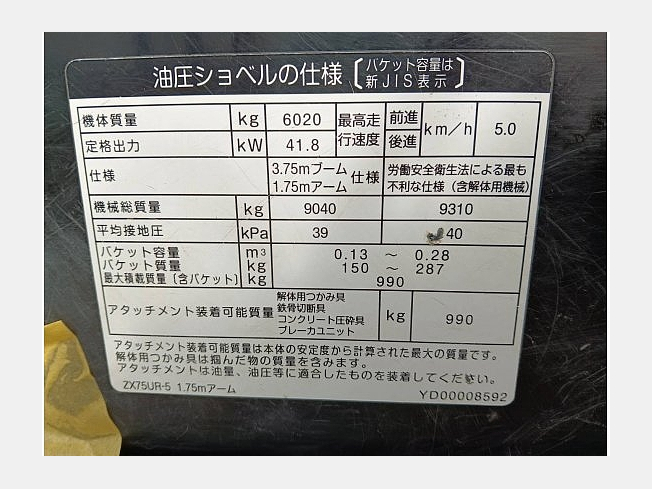 油圧ショベルの仕様〔バケット容量は新JIS表示〕
機体質量 kg 6020 最高走行速度 前進 後進 km/h 5.0
定格出力 kW 41.8
仕様 3.75mブーム 1.75mアーム 仕様 労働安全衛生法による最も不利な仕様（含解体用機械）
機械総質量 kg 9040 9310
平均接地圧 kPa 39 40
バケット容量 m³ 0.13 ～ 0.28
バケット質量 kg 150 ～ 287
最大積載質量（含バケット） kg 990
アタッチメント装着可能質量 解体用つかみ具 鉄骨切断具 コンクリート圧砕具 ブレーカユニット kg 990
アタッチメント装着可能質量は本体の安定度から計算された最大の質量です。
解体用つかみ具は掴んだ物の質量を含みます。
アタッチメントは油量、油圧等に適合したものを装着してください。
ZX75UR-5 1.75mアーム
YD00008592